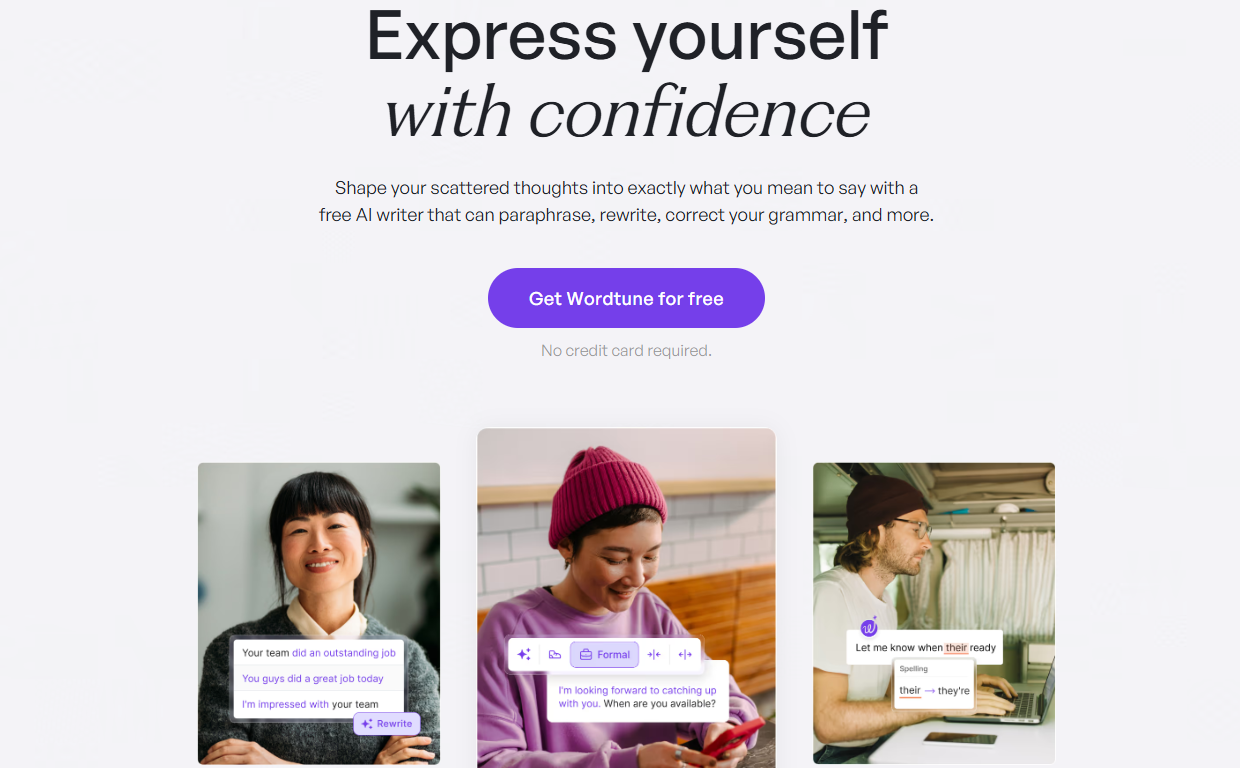 Express yourself
with confidence
Shape your scattered thoughts into exactly what you mean to say with a
free AI writer that can paraphrase, rewrite, correct your grammar, and more.
Get Wordtune for free
No credit card required.
Your team did an outstanding job
You guys did a great job today
I'm impressed with your team
Rewrite
Formal
I'm looking forward to catching up
with you. When are you available?
Let me know when their ready
Spelling
their → they're